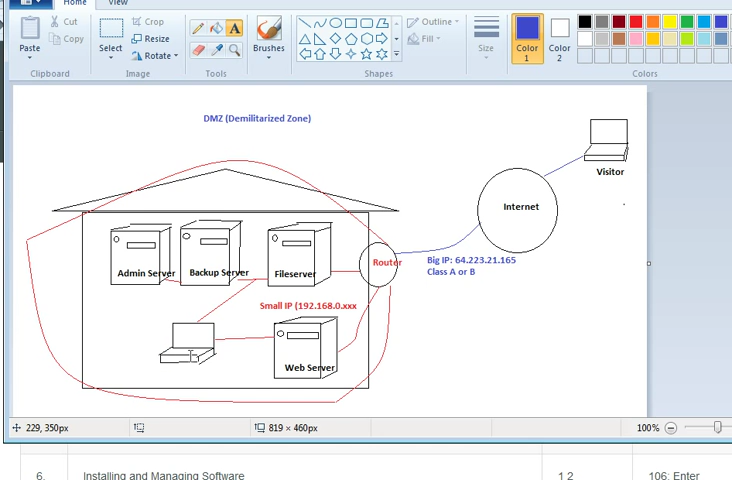 Home
View
Paste
Cut
Copy
Clipboard
Select
Crop
Resize
Rotate
Image
A
Tools
Brushes
Outline
Fill
Shapes
Size
Color
1
Color
2
Colors
DMZ (Demilitarized Zone)
Visitor
Internet
Admin Server
Backup Server
Fileserver
Router
Big IP: 64.223.21.165
Class A or B
Small IP (192.168.0.xxx
Web Server
229, 350px
819 × 460px
100%
6.
Installing and Managing Software
1 2
106: Enter